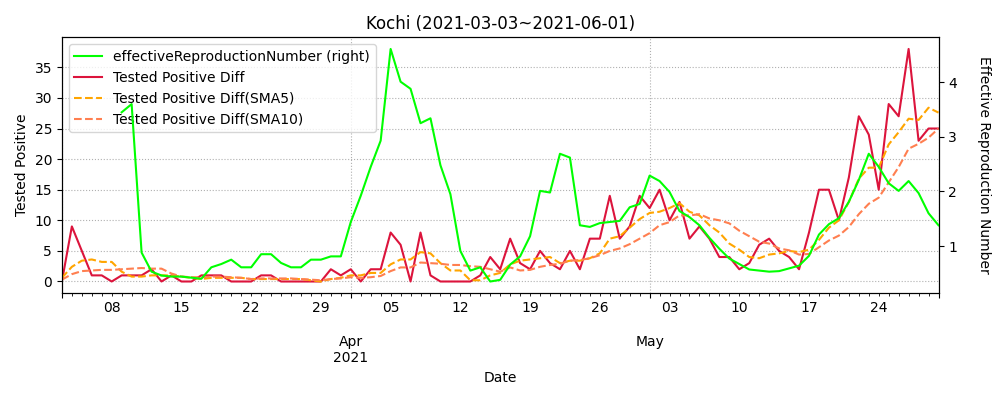 Kochi (2021-03-03~2021-06-01)
effectiveReproductionNumber (right)
Tested Positive Diff
Tested Positive Diff(SMA5)
Tested Positive Diff(SMA10)
Tested Positive
35
30
25
20
15
10
5
0
4
3
2
1
Effective Reproduction Number
08 15 22 29 05 12 19 26 03 10 17 24
Apr May
2021
Date